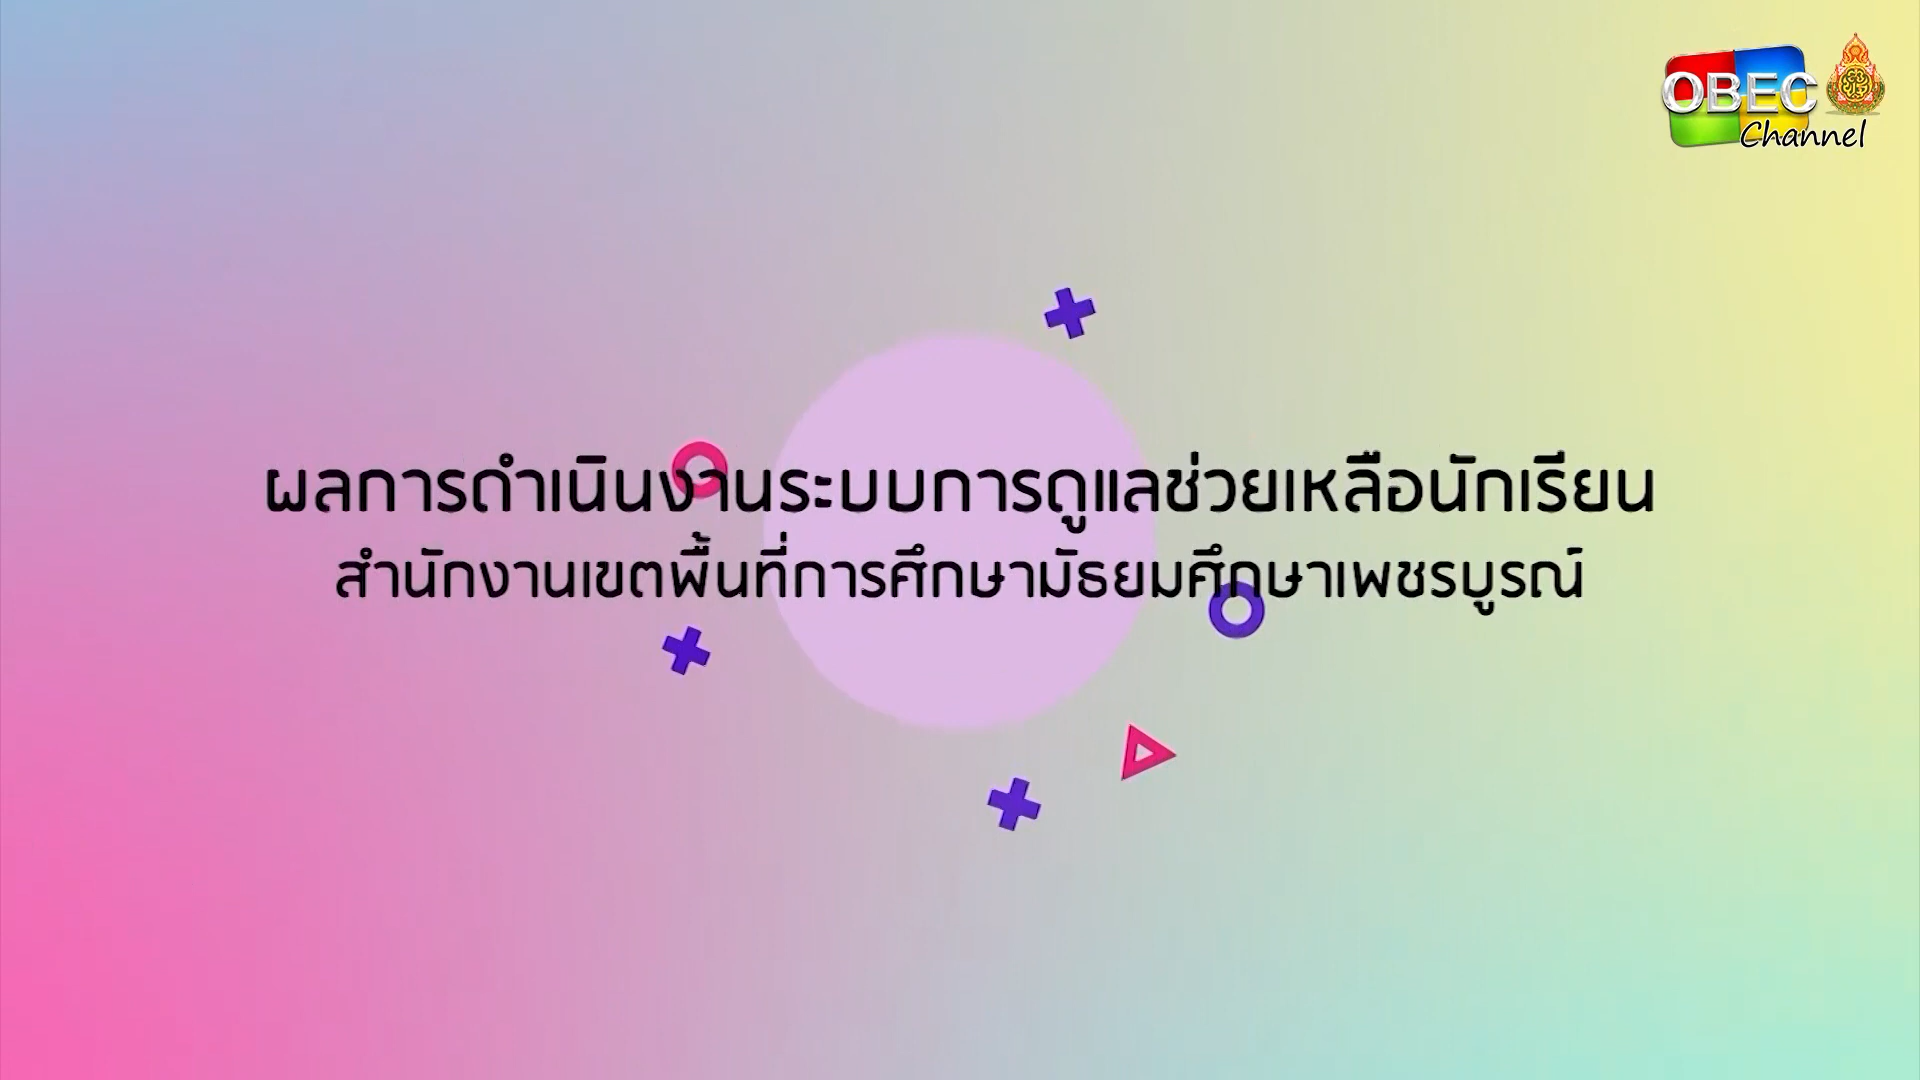 OBEC
Channel
ผลการดำเนินงานระบบการดูแลช่วยเหลือนักเรียน
สำนักงานเขตพื้นที่การศึกษามัธยมศึกษาเพชรบูรณ์